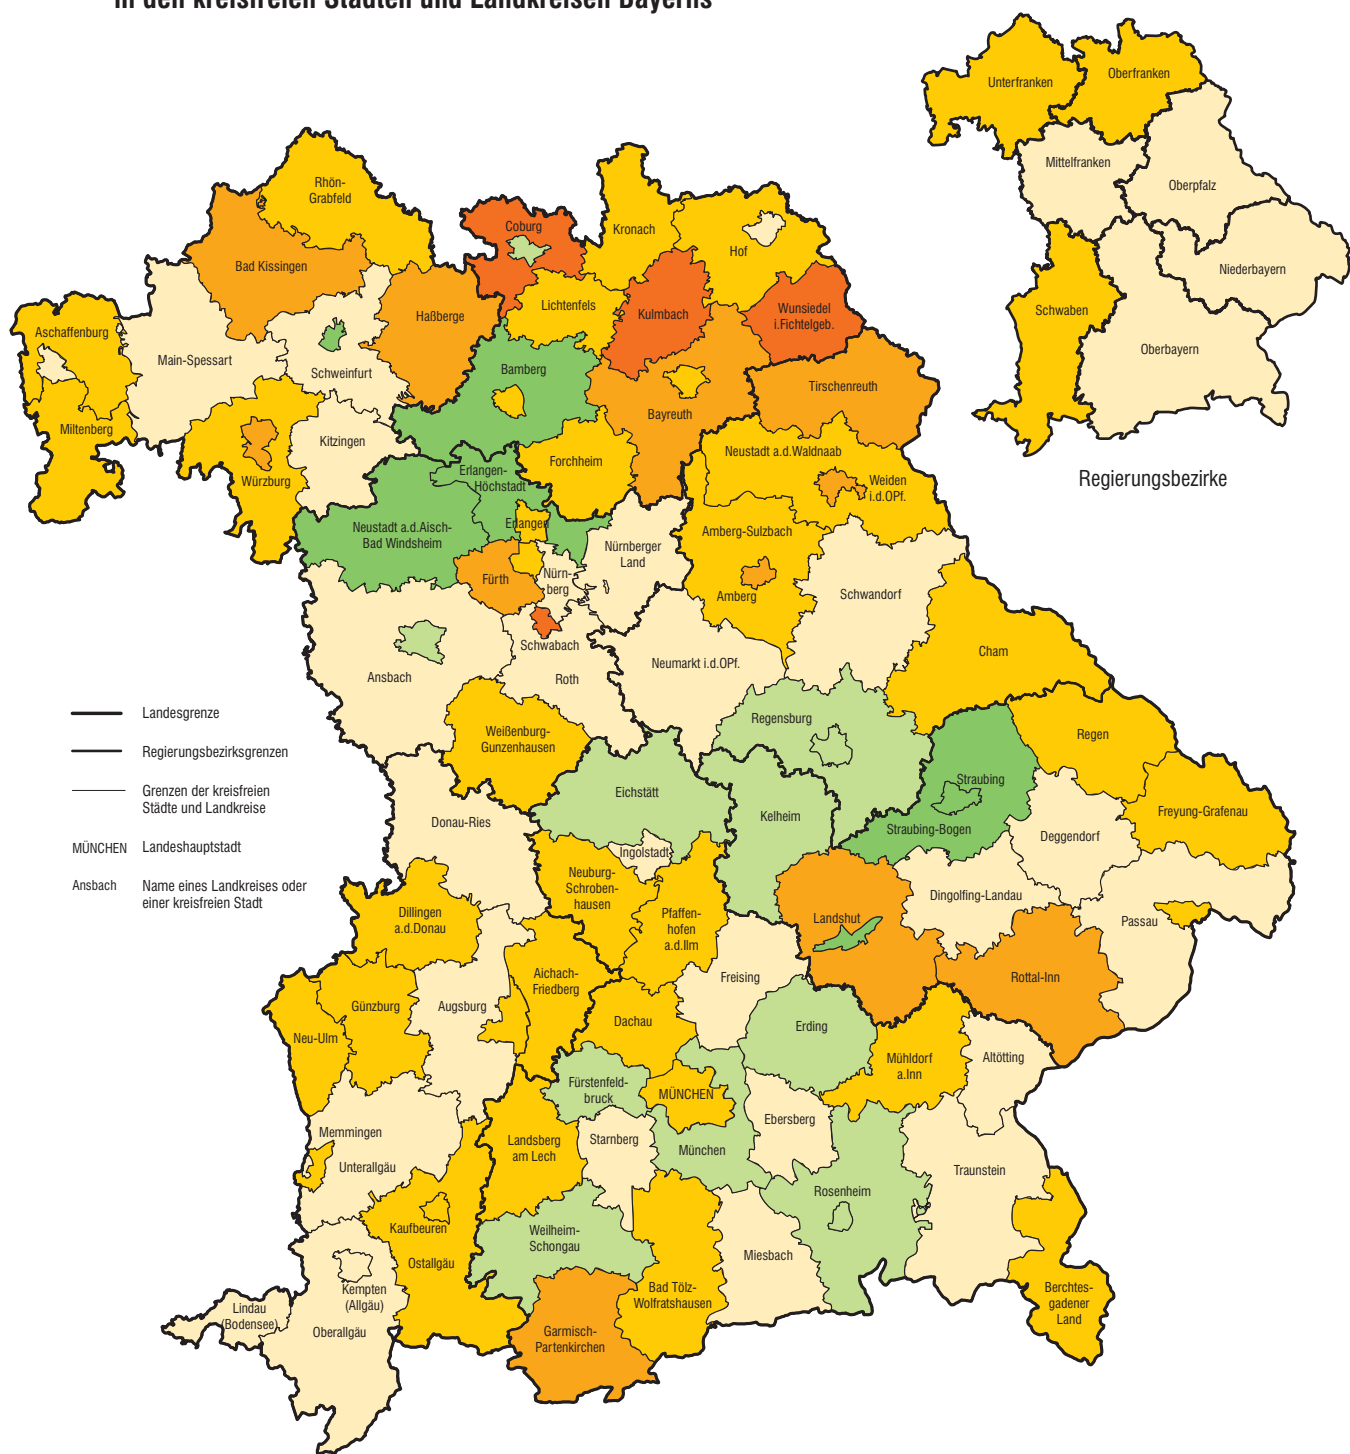 in den kreisfreien Städten und Landkreisen Bayerns
Unterfranken
Oberfranken
Mittelfranken
Oberpfalz
Niederbayern
Schwaben
Oberbayern
Regierungsbezirke
Rhön-
Grabfeld
Coburg
Kronach
Hof
Bad Kissingen
Lichtenfels
Haßberge
Kulmbach
Wunsiedel
i.Fichtelgeb.
Aschaffenburg
Main-Spessart
Schweinfurt
Bamberg
Tirschenreuth
Bayreuth
Miltenberg
Kitzingen
Neustadt a.d.Waldnaab
Forchheim
Erlangen-
Höchstadt
Würzburg
Weiden
i.d.OPf.
Neustadt a.d.Aisch-
Bad Windsheim
Erlangen
Amberg-Sulzbach
Nürnberger
Land
Fürth
Nürn-
berg
Amberg
Schwandorf
Schwabach
Cham
Neumarkt i.d.OPf.
Ansbach
Roth
Landesgrenze
Regierungsbezirksgrenzen
Grenzen der kreisfreien
Städte und Landkreise
MÜNCHEN Landeshauptstadt
Ansbach Name eines Landkreises oder
einer kreisfreien Stadt
Regensburg
Weißenburg-
Gunzenhausen
Regen
Straubing
Eichstätt
Kelheim
Freyung-Grafenau
Donau-Ries
Straubing-Bogen
Deggendorf
Ingolstadt
Neuburg-
Schroben-
hausen
Dingolfing-Landau
Dillingen
a.d.Donau
Pfaffen-
hofen
a.d.Ilm
Landshut
Passau
Aichach-
Friedberg
Freising
Rottal-Inn
Günzburg
Augsburg
Dachau
Erding
Neu-Ulm
Mühldorf
a.Inn
Altötting
Fürstenfeld-
bruck
MÜNCHEN
Ebersberg
Memmingen
Landsberg
am Lech
Starnberg
München
Unterallgäu
Traunstein
Rosenheim
Kaufbeuren
Weilheim-
Schongau
Miesbach
Ostallgäu
Kempten
(Allgäu)
Bad Tölz-
Wolfratshausen
Berchtes-
gadener
Land
Lindau
(Bodensee)
Oberallgäu
Garmisch-
Partenkirchen